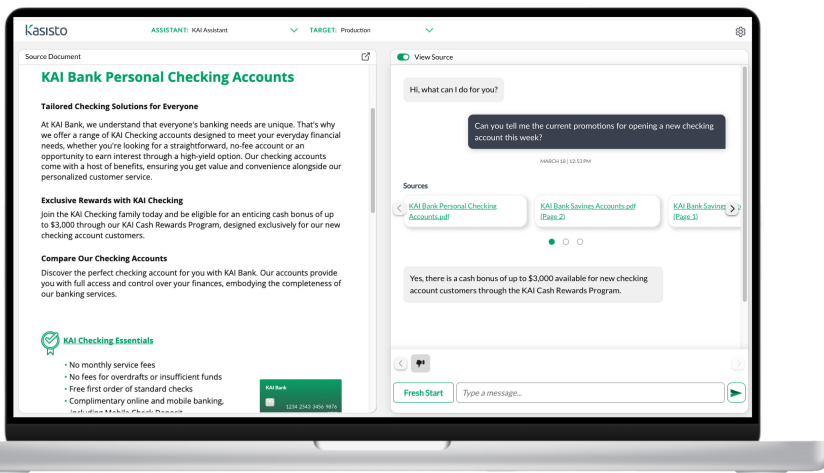 Kasisto
ASSISTANT: KAI Assistant
TARGET: Production
Source Document
KAI Bank Personal Checking Accounts
Tailored Checking Solutions for Everyone
At KAI Bank, we understand that everyone's banking needs are unique. That's why
we offer a range of KAI Checking accounts designed to meet your everyday financial
needs, whether you're looking for a straightforward, no-fee account or an
opportunity to earn interest through a high-yield option. Our checking accounts
come with a host of benefits, ensuring you get value and convenience alongside our
personalized customer service.
Exclusive Rewards with KAI Checking
Join the KAI Checking family today and be eligible for an enticing cash bonus of up
to $3,000 through our KAI Cash Rewards Program, designed exclusively for our new
checking account customers.
Compare Our Checking Accounts
Discover the perfect checking account for you with KAI Bank. Our accounts provide
you with full access and control over your finances, embodying the completeness of
our banking services.
KAI Checking Essentials
• No monthly service fees
• No fees for overdrafts or insufficient funds
• Free first order of standard checks
• Complimentary online and mobile banking,
including Mobile Check Deposit
KAI Bank
1234 2543 3456 9876
View Source
Hi, what can I do for you?
Can you tell me the current promotions for opening a new checking
account this week?
MARCH 18 | 12:53 PM
Sources
KAI Bank Personal Checking
Accounts.pdf
KAI Bank Savings Accounts.pdf
(Page 2)
KAI Bank Savings
(Page 1)
Yes, there is a cash bonus of up to $3,000 available for new checking
account customers through the KAI Cash Rewards Program.
Fresh Start
Type a message...